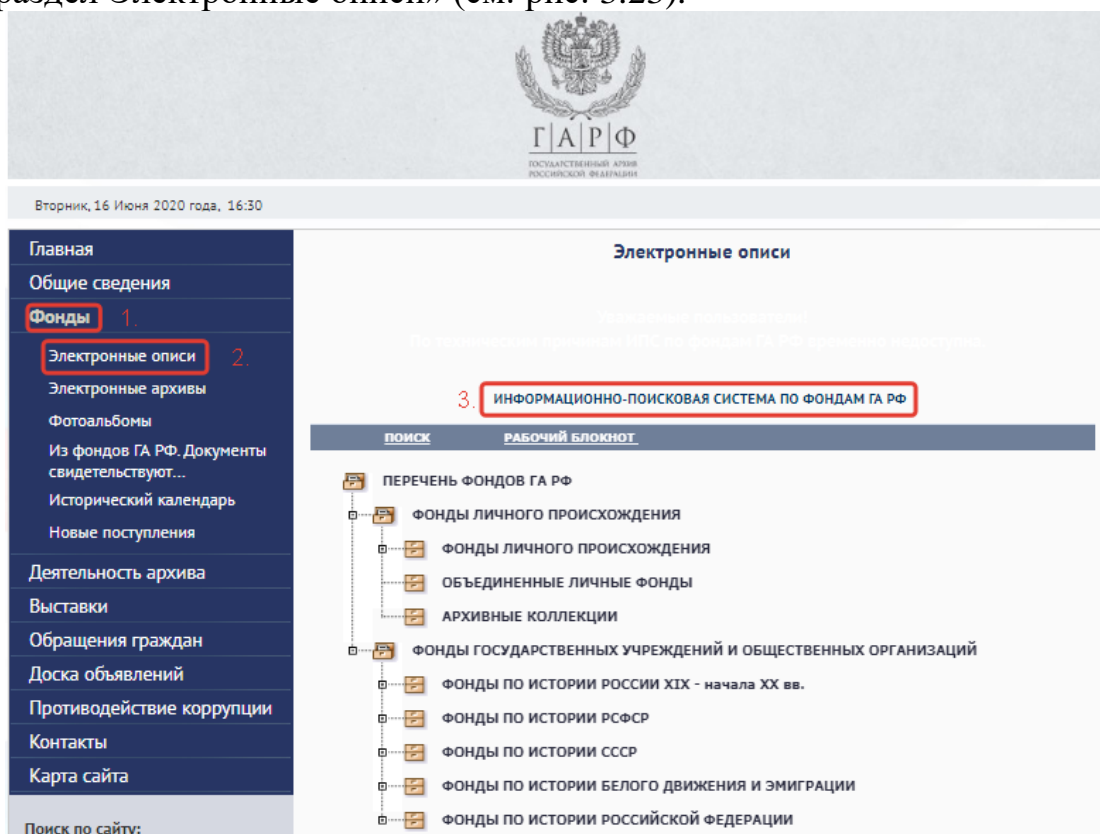 раздел Электронные описи» (см. рис. 3.23).
Г|А|Р|Ф
ГОСУДАРСТВЕННЫЙ АРХИВ
РОССИЙСКОЙ ФЕДЕРАЦИИ
Вторник, 16 Июня 2020 года, 16:30
Главная
Общие сведения
Фонды 1.
Электронные описи 2.
Электронные архивы
Фотоальбомы
Из фондов ГА РФ. Документы
свидетельствуют...
Исторический календарь
Новые поступления
Деятельность архива
Выставки
Обращения граждан
Доска объявлений
Противодействие коррупции
Контакты
Карта сайта
Поиск по сайту:
Электронные описи
Уважаемые пользователи!
По техническим причинам ИПС по фондам ГА РФ временно недоступна.
3. ИНФОРМАЦИОННО-ПОИСКОВАЯ СИСТЕМА ПО ФОНДАМ ГА РФ
ПОИСК РАБОЧИЙ БЛОКНОТ
ПЕРЕЧЕНЬ ФОНДОВ ГА РФ
ФОНДЫ ЛИЧНОГО ПРОИСХОЖДЕНИЯ
ФОНДЫ ЛИЧНОГО ПРОИСХОЖДЕНИЯ
ОБЪЕДИНЕННЫЕ ЛИЧНЫЕ ФОНДЫ
АРХИВНЫЕ КОЛЛЕКЦИИ
ФОНДЫ ГОСУДАРСТВЕННЫХ УЧРЕЖДЕНИЙ И ОБЩЕСТВЕННЫХ ОРГАНИЗАЦИЙ
ФОНДЫ ПО ИСТОРИИ РОССИИ XIX - начала XX вв.
ФОНДЫ ПО ИСТОРИИ РСФСР
ФОНДЫ ПО ИСТОРИИ СССР
ФОНДЫ ПО ИСТОРИИ БЕЛОГО ДВИЖЕНИЯ И ЭМИГРАЦИИ
ФОНДЫ ПО ИСТОРИИ РОССИЙСКОЙ ФЕДЕРАЦИИ